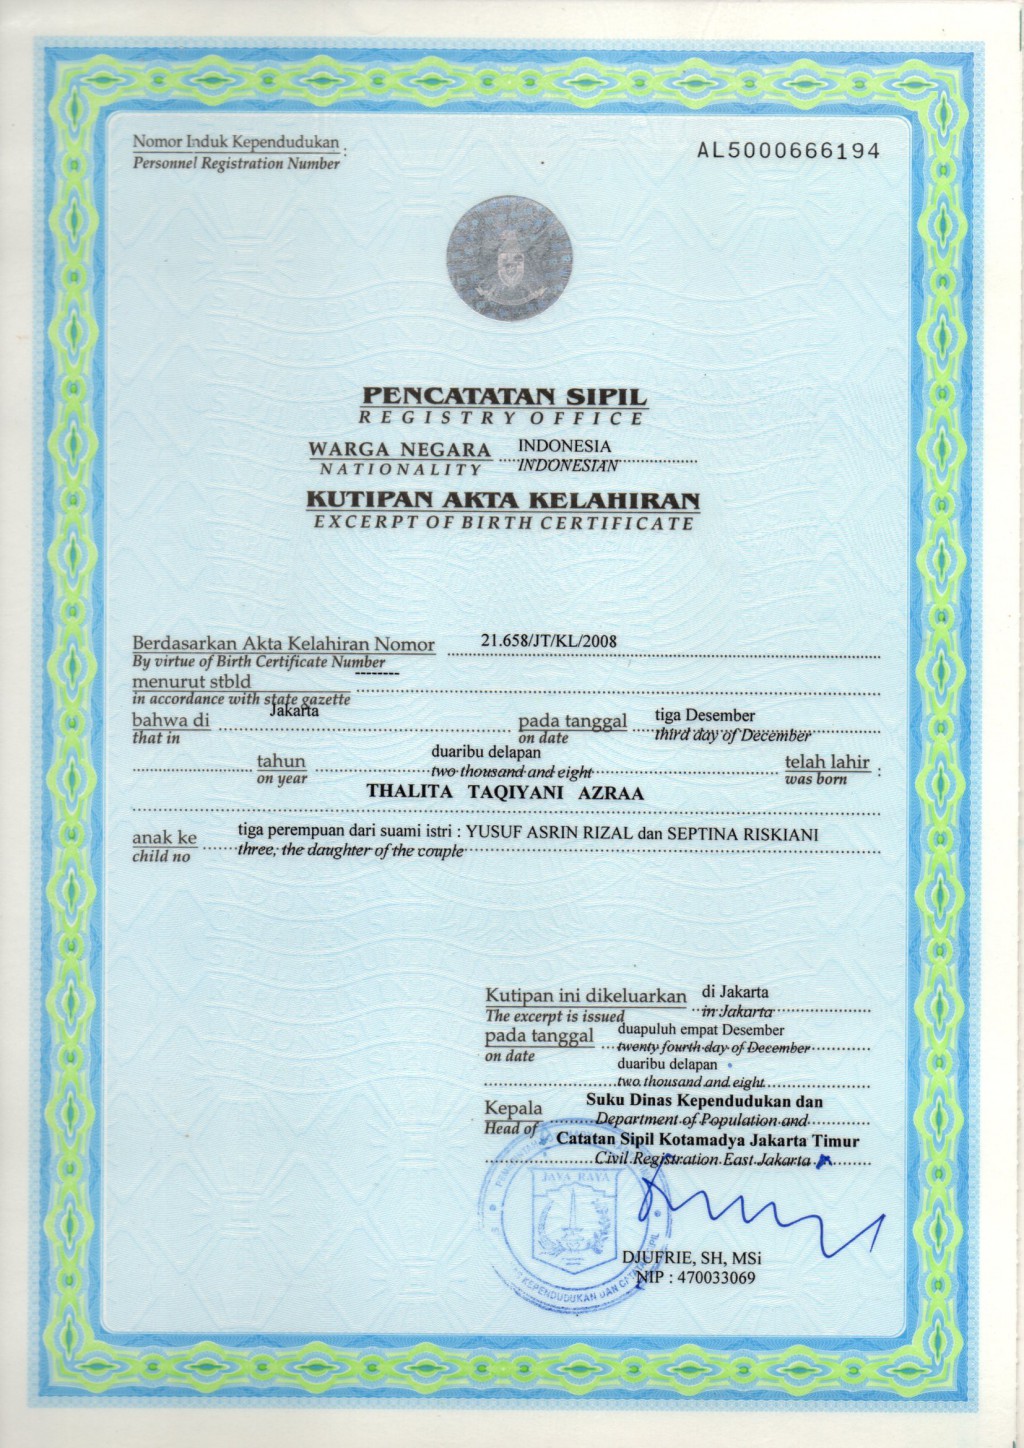 Nomor Induk Kependudukan :
Personnel Registration Number
AL5000666194
PENCATATAN SIPIL
REGISTRY OFFICE
WARGA NEGARA INDONESIA
NATIONALITY INDONESIAN
KUTIPAN AKTA KELAHIRAN
EXCERPT OF BIRTH CERTIFICATE
Berdasarkan Akta Kelahiran Nomor 21.658/JT/KL/2008
By virtue of Birth Certificate Number
menurut stbld --------
in accordance with state gazette
bahwa di Jakarta pada tanggal tiga Desember
that in on date third day of December
tahun duaribu delapan telah lahir :
on year two thousand and eight was born
THALITA TAQIYANI AZRAA
anak ke tiga perempuan dari suami istri : YUSUF ASRIN RIZAL dan SEPTINA RISKIANI
child no three, the daughter of the couple
Kutipan ini dikeluarkan di Jakarta
The excerpt is issued in Jakarta
pada tanggal duapuluh empat Desember
on date twenty fourth day of December
duaribu delapan
two thousand and eight
Kepala Suku Dinas Kependudukan dan
Head of Department of Population and
Catatan Sipil Kotamadya Jakarta Timur
Civil Registration East Jakarta
JAYA RAYA
KEPENDUDUKAN DAN CATATAN SIPIL
DJUFRIE, SH, MSi
NIP : 470033069